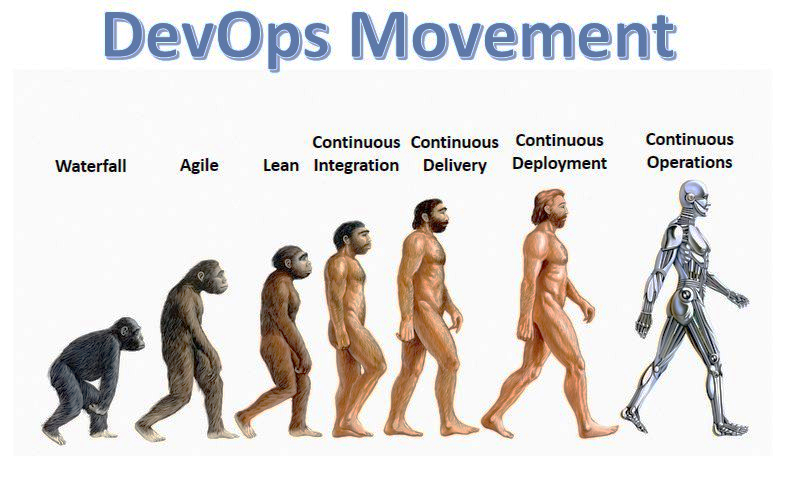 DevOps Movement
Waterfall
Agile
Lean
Continuous
Integration
Continuous
Delivery
Continuous
Deployment
Continuous
Operations